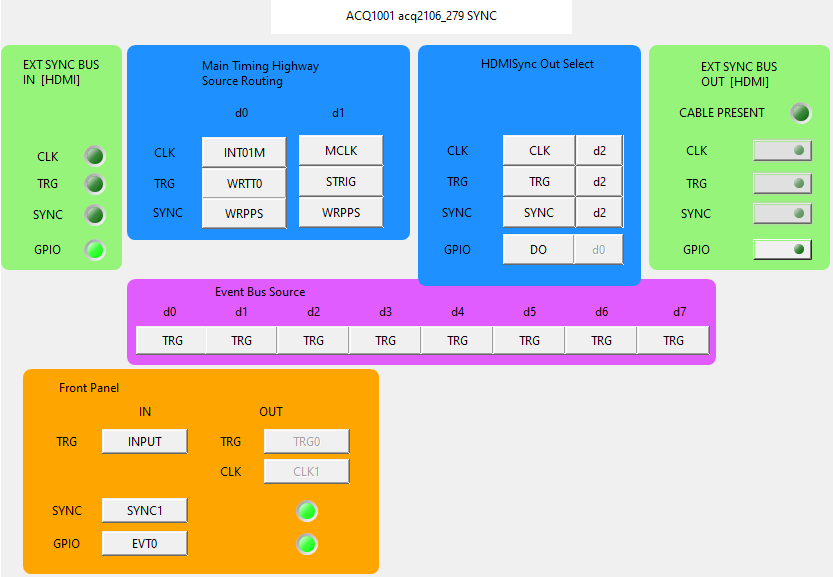 ACQ1001 acq2106_279 SYNC
EXT SYNC BUS
IN [HDMI]
CLK
TRG
SYNC
GPIO
Main Timing Highway
Source Routing
d0 d1
CLK INT01M MCLK
TRG WRTT0 STRIG
SYNC WRPPS WRPPS
HDMISync Out Select
CLK CLK d2
TRG TRG d2
SYNC SYNC d2
GPIO DO d0
EXT SYNC BUS
OUT [HDMI]
CABLE PRESENT
CLK
TRG
SYNC
GPIO
Event Bus Source
d0 d1 d2 d3 d4 d5 d6 d7
TRG TRG TRG TRG TRG TRG TRG TRG
Front Panel
IN OUT
TRG INPUT TRG TRG0
CLK CLK1
SYNC SYNC1
GPIO EVT0